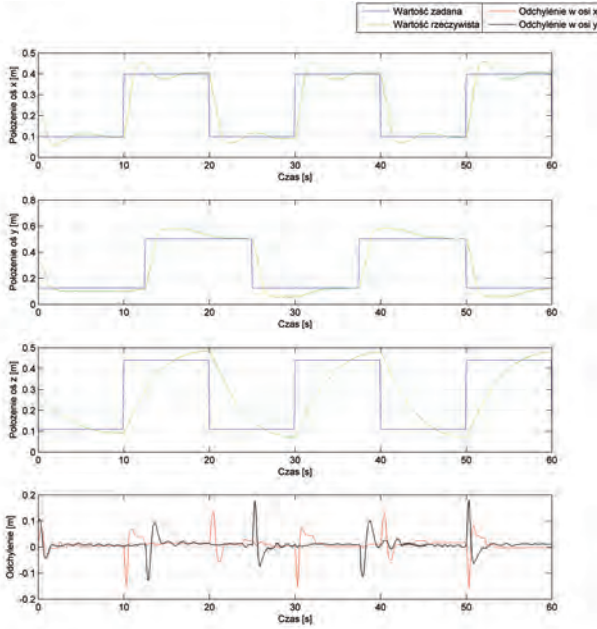 Wartość zadana
Wartość rzeczywista
Odchylenie w osi x
Odchylenie w osi y
Położenie oś x [m]
0.5
0.4
0.3
0.2
0.1
0
0 10 20 30 40 50 60
Czas [s]
Położenie oś y [m]
0.8
0.6
0.4
0.2
0
0 10 20 30 40 50 60
Czas [s]
Położenie oś z [m]
0.5
0.4
0.3
0.2
0.1
0
0 10 20 30 40 50 60
Czas [s]
Odchylenie [m]
0.2
0.1
0
-0.1
-0.2
0 10 20 30 40 50 60
Czas [s]